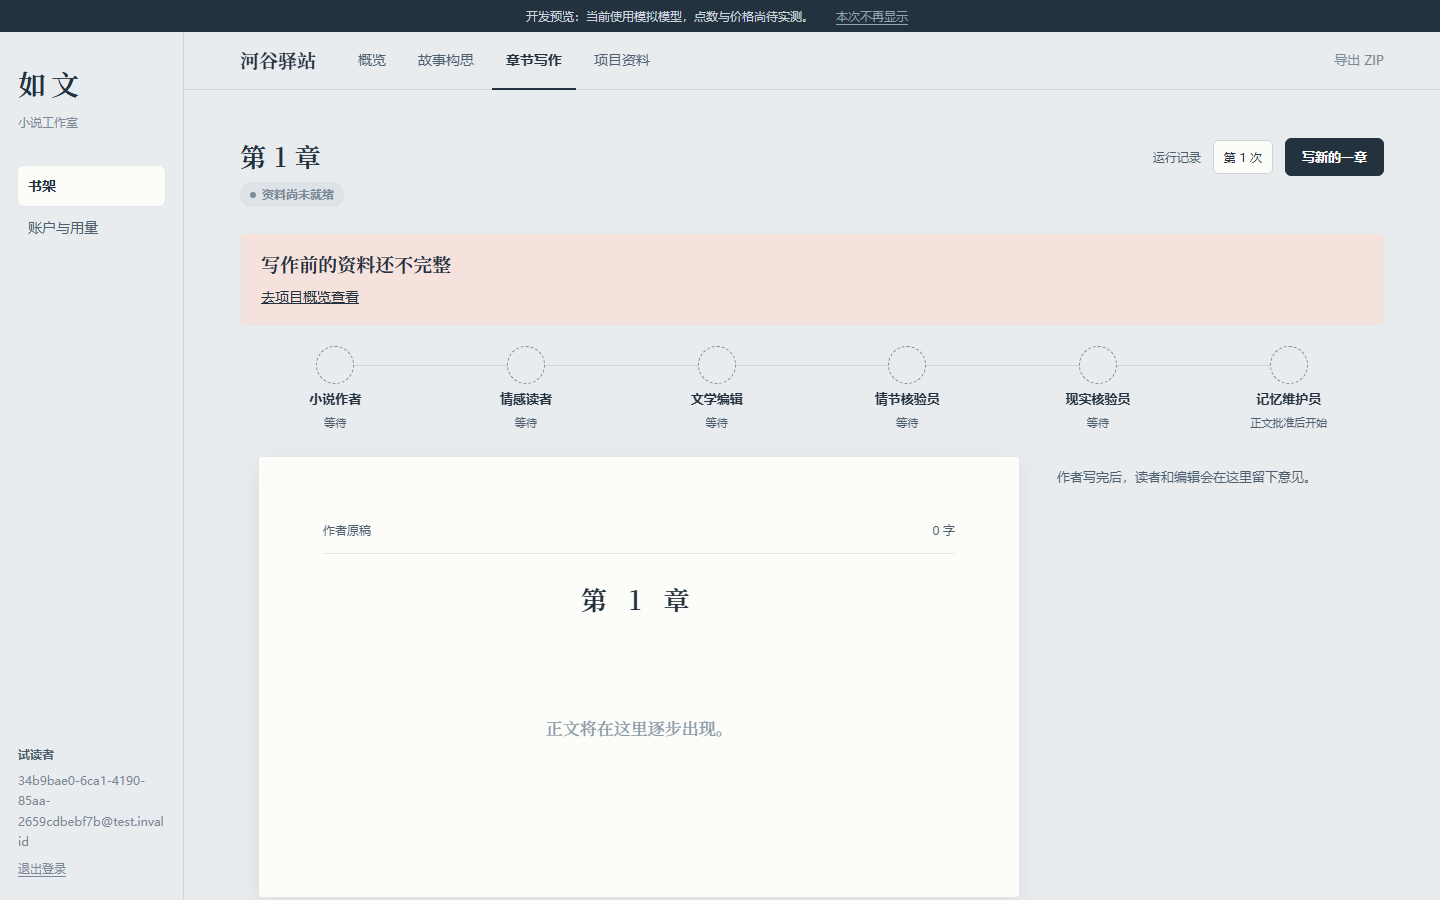 开发预览：当前使用模拟模型，点数与价格尚待实测。 本次不再显示
如文
小说工作室
书架
账户与用量
试读者
34b9bae0-6ca1-4190-
85aa-
2659cdbebf7b@test.inval
id
退出登录
河谷驿站 概览 故事构思 章节写作 项目资料 导出 ZIP
第 1 章
资料尚未就绪
运行记录 第 1 次 写新的一章
写作前的资料还不完整
去项目概览查看
小说作者 情感读者 文学编辑 情节核验员 现实核验员 记忆维护员
等待 等待 等待 等待 等待 正文批准后开始
作者原稿 0 字
第 1 章
正文将在这里逐步出现。
作者写完后，读者和编辑会在这里留下意见。